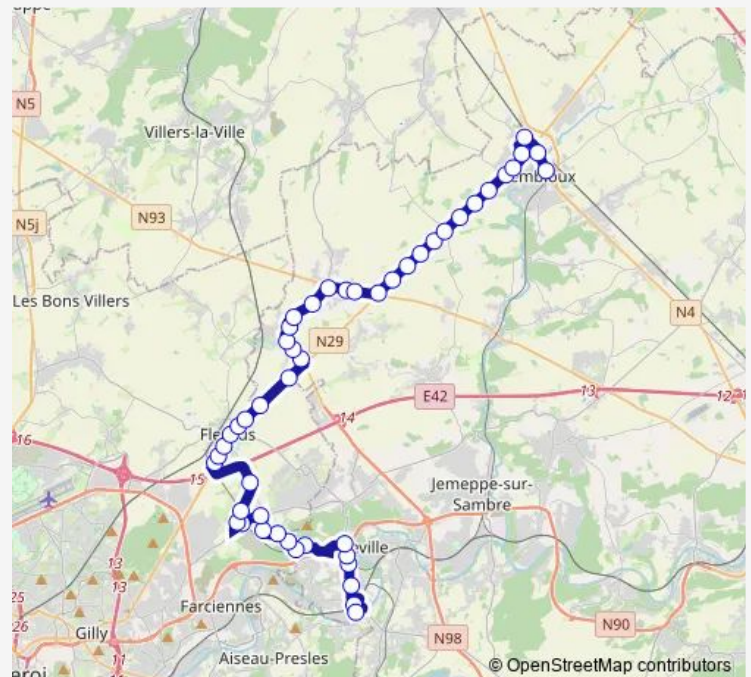 N5
Villers-la-Ville
N5j
N93
Les Bons Villers
N4
N29
E42
13
12
14
16
15
Jemeppe-sur-
Sambre
13
13
Farciennes
25
26
Gilly
11
11
N98
N90
Aiseau-Presles
© OpenStreetMap contributors